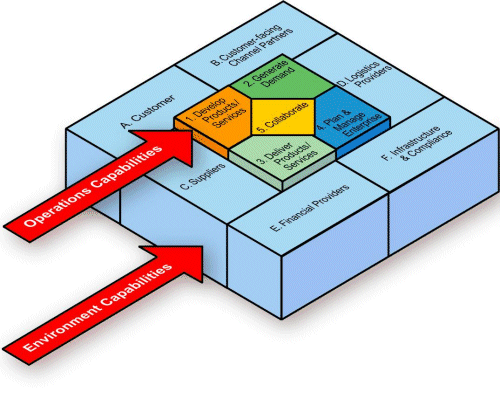 B. Customer-facing
Channel Partners
A. Customer
1. Develop
Products/
Services
2. Generate
Demand
D. Logistics
Providers
5. Collaborate
4. Plan &
Manage
Enterprise
3. Deliver
Products/
Services
C. Suppliers
F. Infrastructure
& Compliance
E. Financial Providers
Operations Capabilities
Environment Capabilities